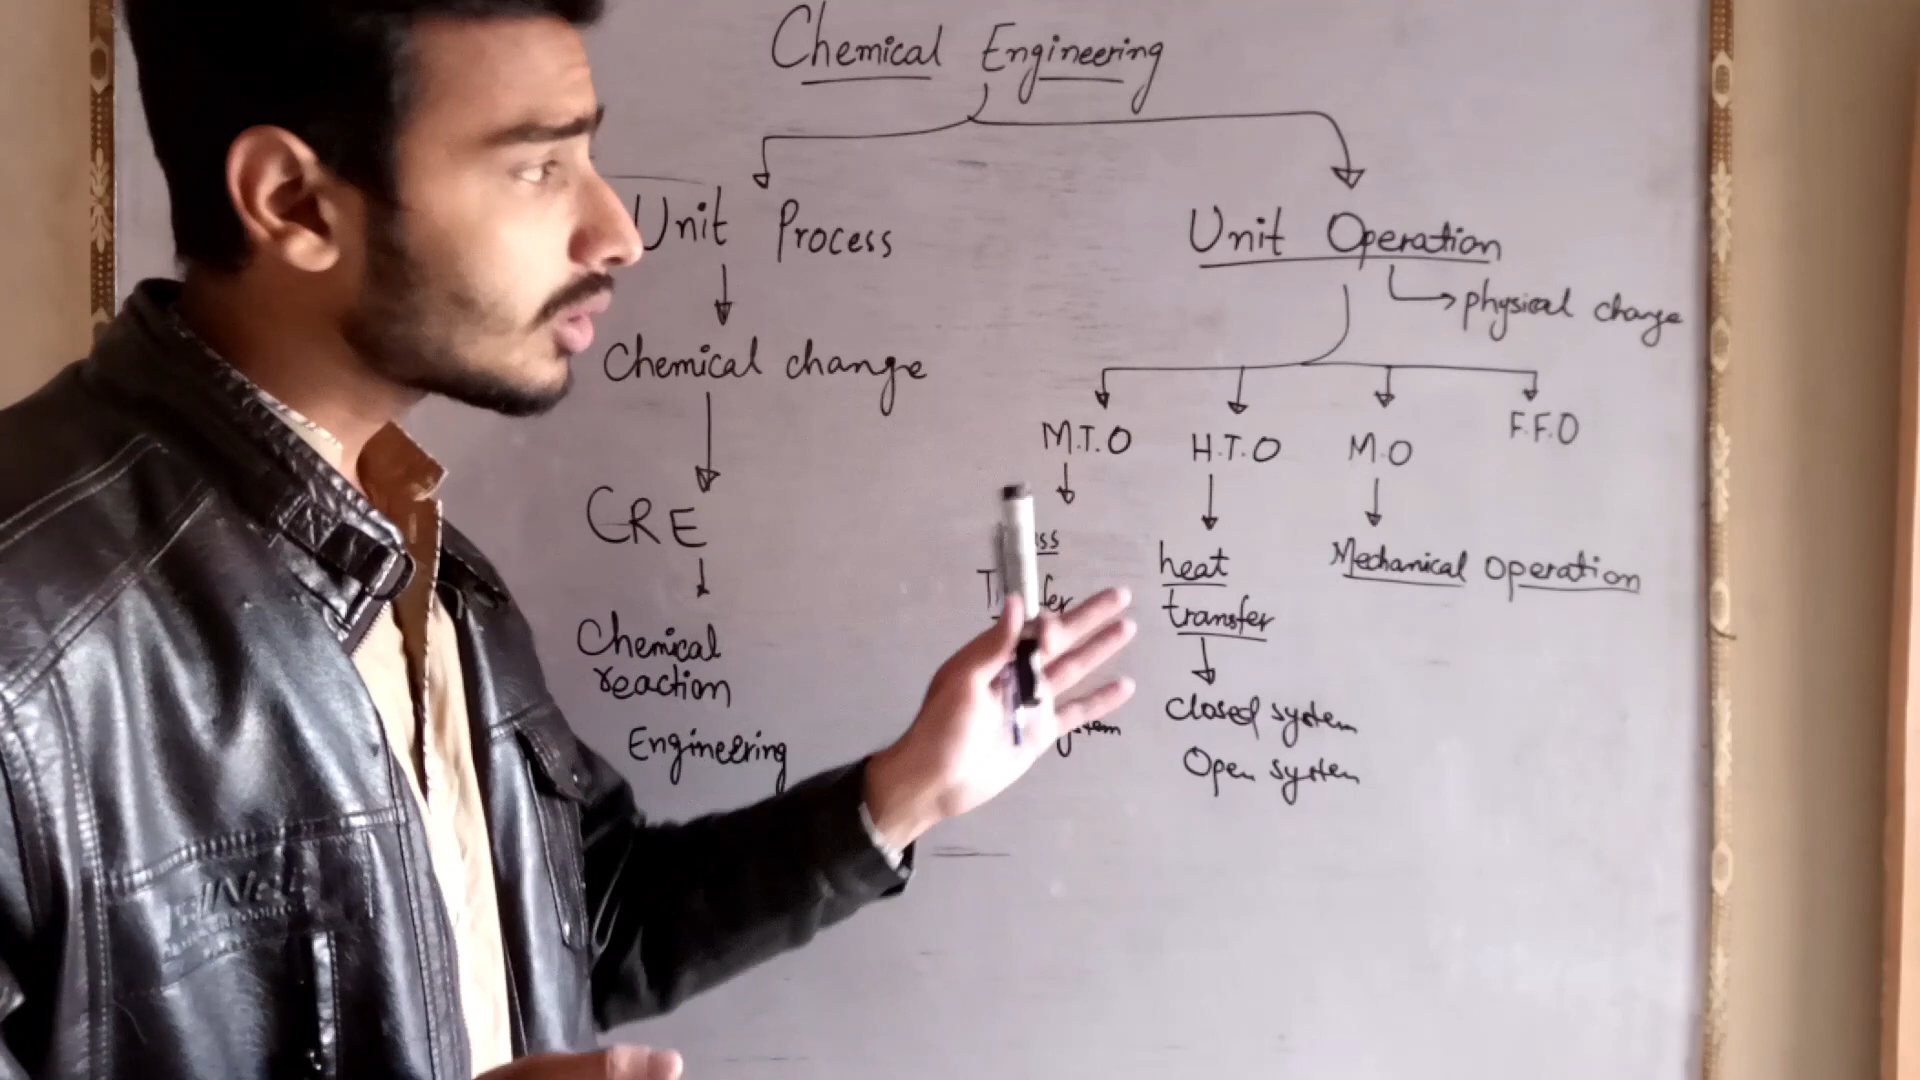 Chemical Engineering
Unit Process
Unit Operation
physical change
Chemical change
M.T.O
H.T.O
M.O
F.F.O
CRE
heat
transfer
Mechanical Operation
Chemical
reaction
Engineering
Closed system
Open system